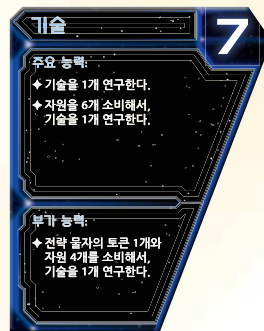 기술
7
주요 능력:
✦ 기술을 1개 연구한다.
✦ 자원을 6개 소비해서,
기술을 1개 연구한다.
부가 능력:
✦ 전략 물자의 토큰 1개와
자원 4개를 소비해서,
기술을 1개 연구한다.